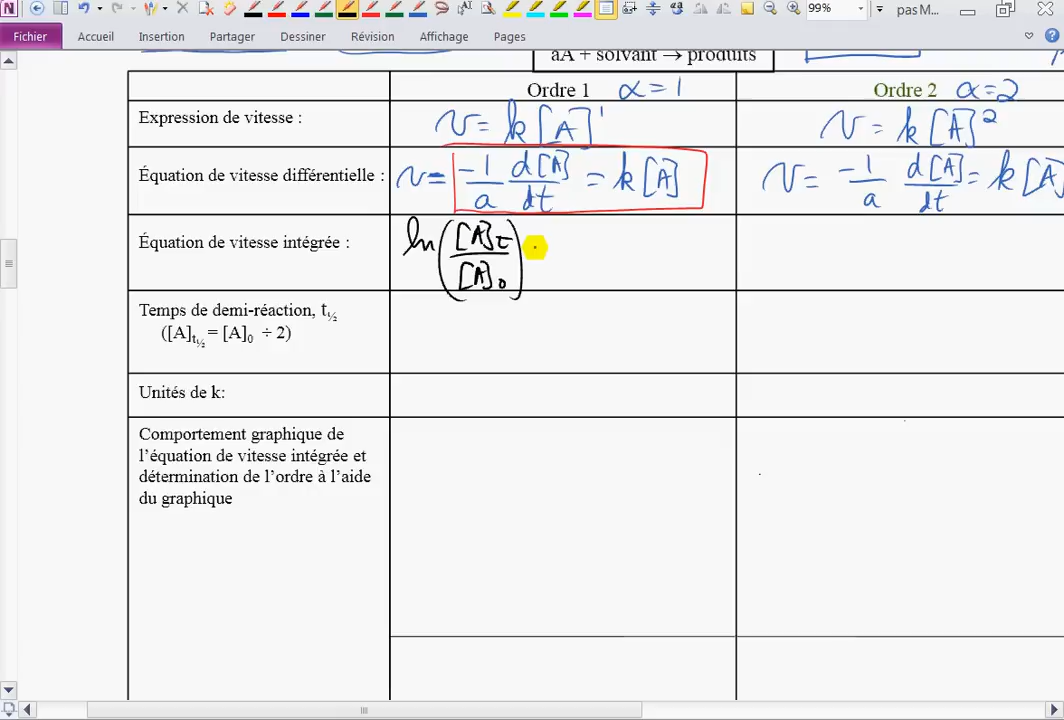 99%
pas M...
Fichier Accueil Insertion Partager Dessiner Révision Affichage Pages
aA + solvant → produits
Ordre 1 α = 1
Ordre 2 α = 2
Expression de vitesse :
v = k [A]¹
v = k [A]²
Équation de vitesse différentielle :
v = -1/a d[A]/dt = k [A]
v = -1/a d[A]/dt = k [A]
Équation de vitesse intégrée :
ln([A]t/[A]₀)
Temps de demi-réaction, t½
([A]t½ = [A]₀ ÷ 2)
Unités de k:
Comportement graphique de
l’équation de vitesse intégrée et
détermination de l’ordre à l’aide
du graphique